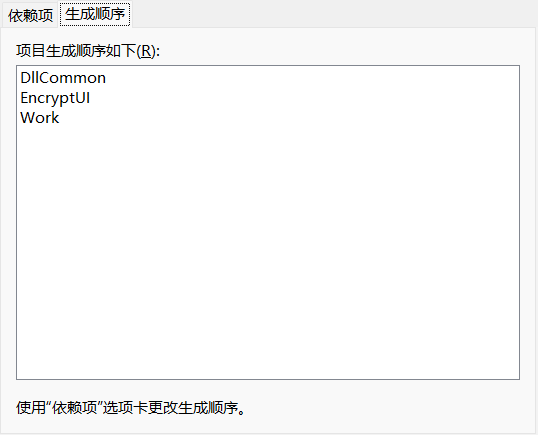 依赖项
生成顺序
项目生成顺序如下(R):
DllCommon
EncryptUI
Work
使用“依赖项”选项卡更改生成顺序。